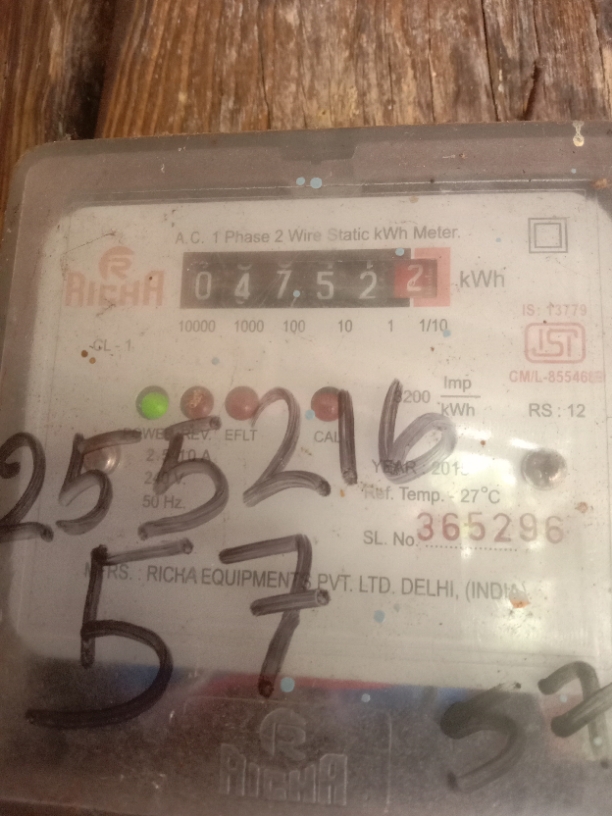 A.C. 1 Phase 2 Wire Static kWh Meter.
RICHA
0 4 7 5 2 2 kWh
10000 1000 100 10 1 1/10
CL - 1
IS: 13779
ISI
CM/L-855468
3200 Imp/kWh
RS : 12
POWER REV. EFLT CAL
2.5-10 A
240 V
50 Hz.
YEAR : 201
Ref. Temp. - 27°C
SL. No. 365296
255216
MFRS. : RICHA EQUIPMENTS PVT. LTD. DELHI, (INDIA)
57
57
RICHA